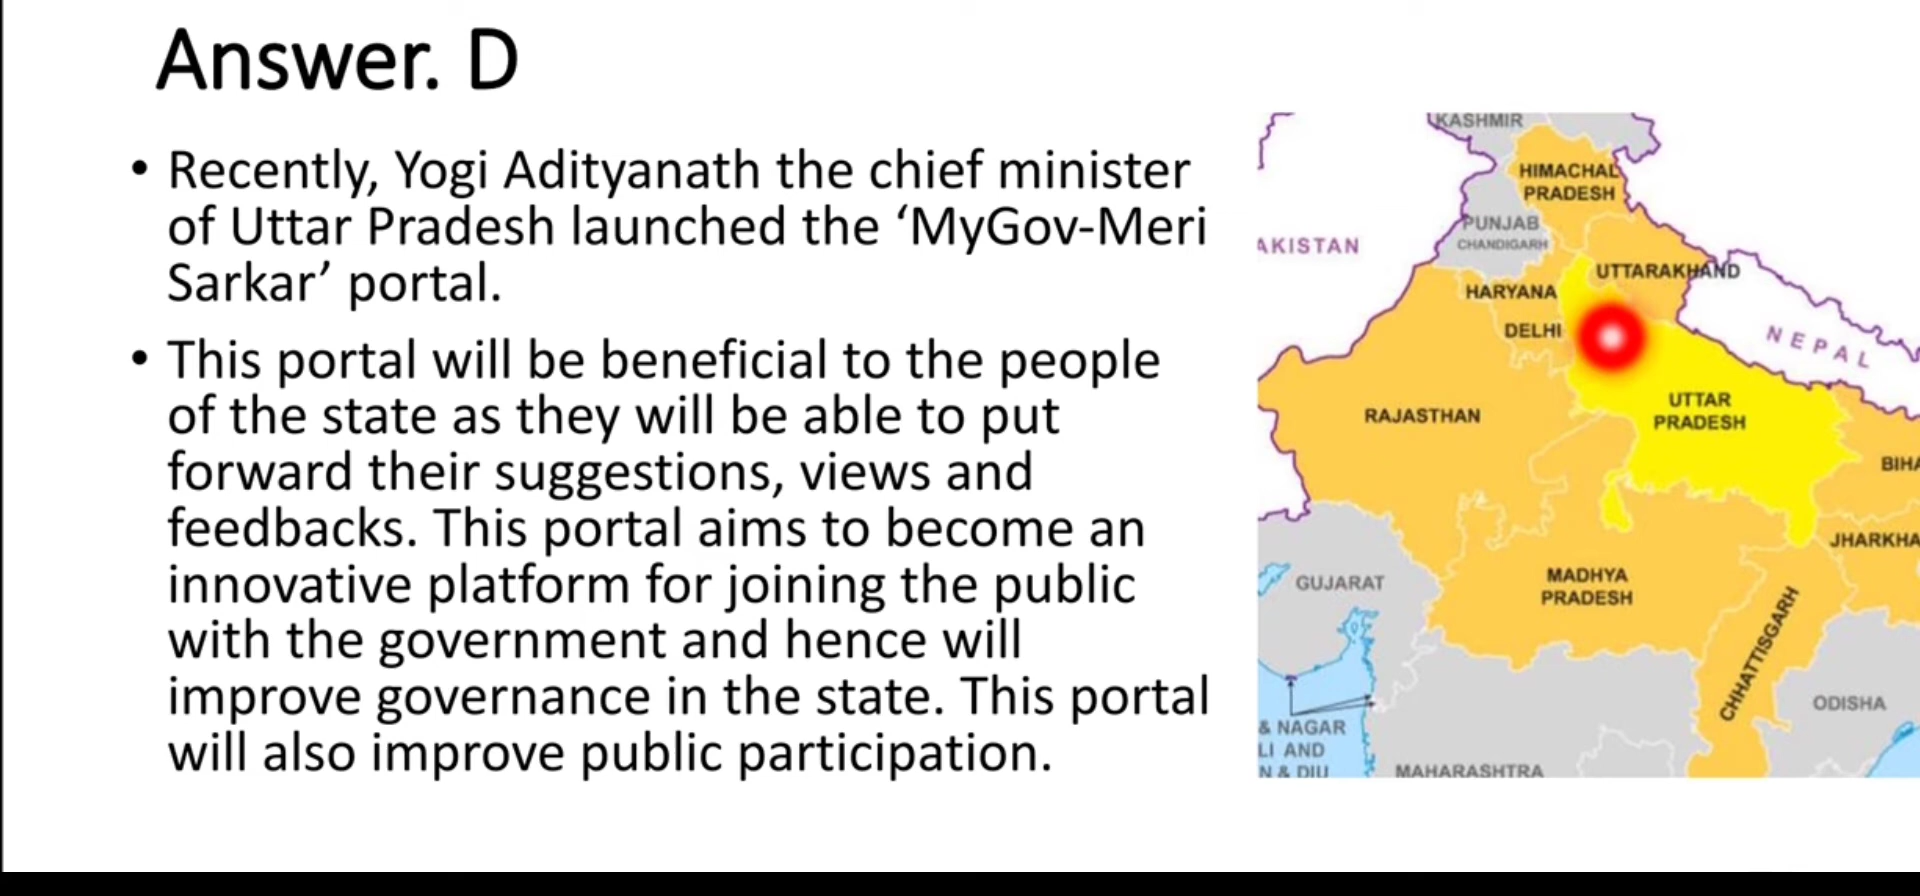 Answer. D
• Recently, Yogi Adityanath the chief minister
of Uttar Pradesh launched the ‘MyGov-Meri
Sarkar’ portal.
• This portal will be beneficial to the people
of the state as they will be able to put
forward their suggestions, views and
feedbacks. This portal aims to become an
innovative platform for joining the public
with the government and hence will
improve governance in the state. This portal
will also improve public participation.
KASHMIR
HIMACHAL
PRADESH
PUNJAB
CHANDIGARH
AKISTAN
UTTARAKHAND
HARYANA
DELHI
NEPAL
UTTAR
PRADESH
RAJASTHAN
BIHA
JHARKHA
MADHYA
PRADESH
GUJARAT
CHHATTISGARH
ODISHA
& NAGAR
LI AND
N & DIU
MAHARASHTRA